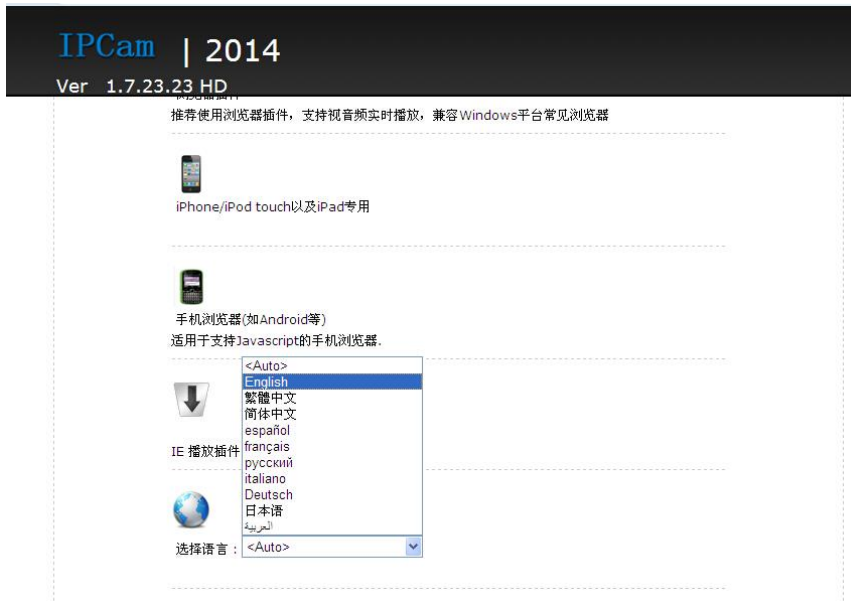 IPCam | 2014
Ver 1.7.23.23 HD
推荐使用浏览器插件，支持视音频实时播放，兼容Windows平台常见浏览器
iPhone/iPod touch以及iPad专用
手机浏览器(如Android等)
适用于支持Javascript的手机浏览器.
<Auto>
English
繁體中文
简体中文
español
français
IE 播放插件
русский
italiano
Deutsch
日本语
العربية
选择语言： <Auto>